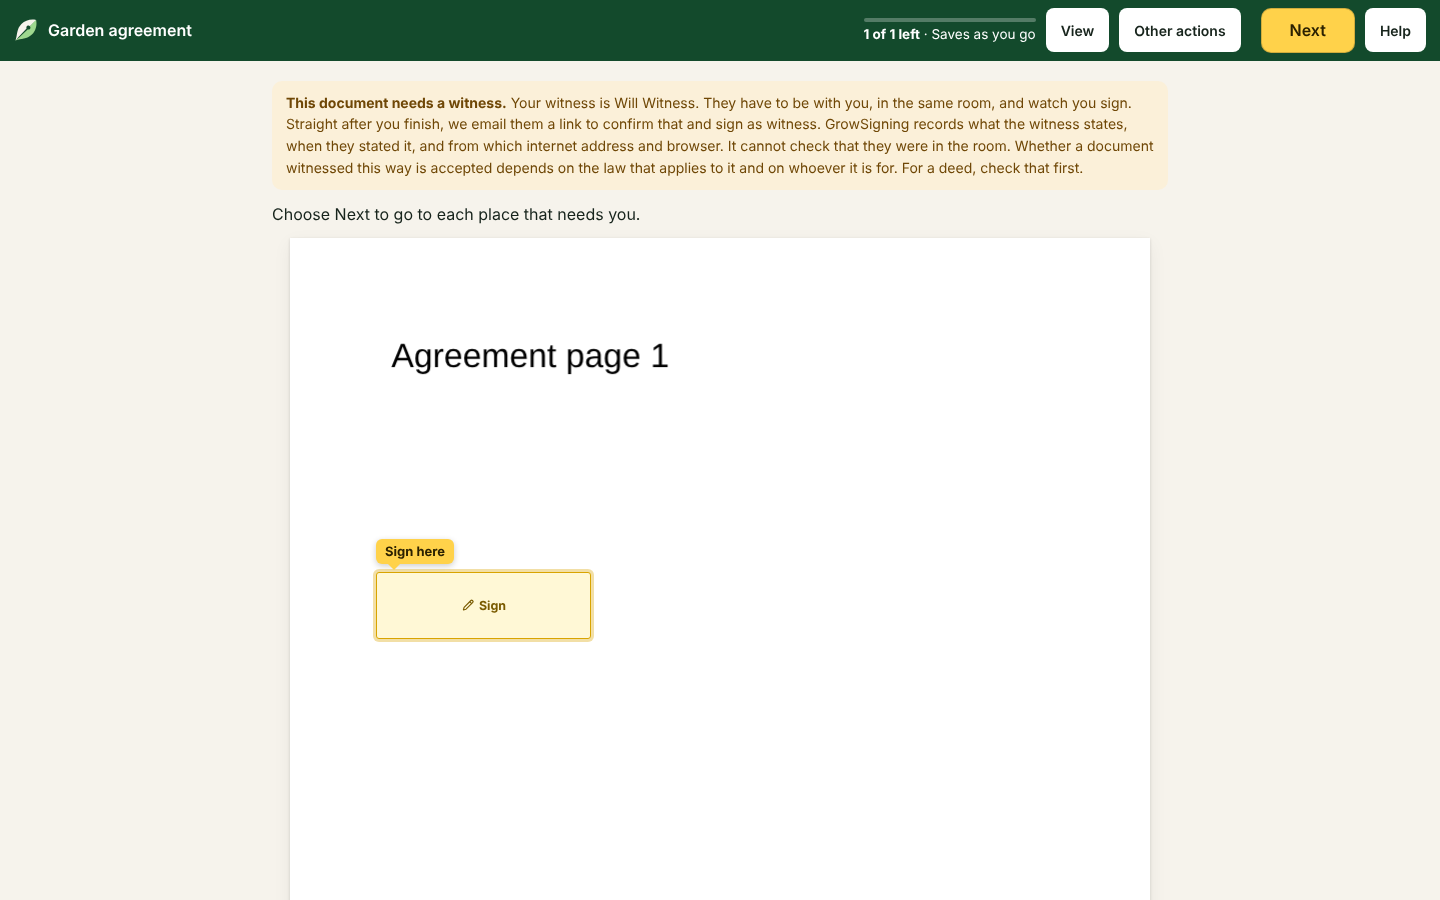 Garden agreement
1 of 1 left · Saves as you go
View
Other actions
Next
Help
This document needs a witness. Your witness is Will Witness. They have to be with you, in the same room, and watch you sign.
Straight after you finish, we email them a link to confirm that and sign as witness. GrowSigning records what the witness states,
when they stated it, and from which internet address and browser. It cannot check that they were in the room. Whether a document
witnessed this way is accepted depends on the law that applies to it and on whoever it is for. For a deed, check that first.
Choose Next to go to each place that needs you.
Agreement page 1
Sign here
Sign